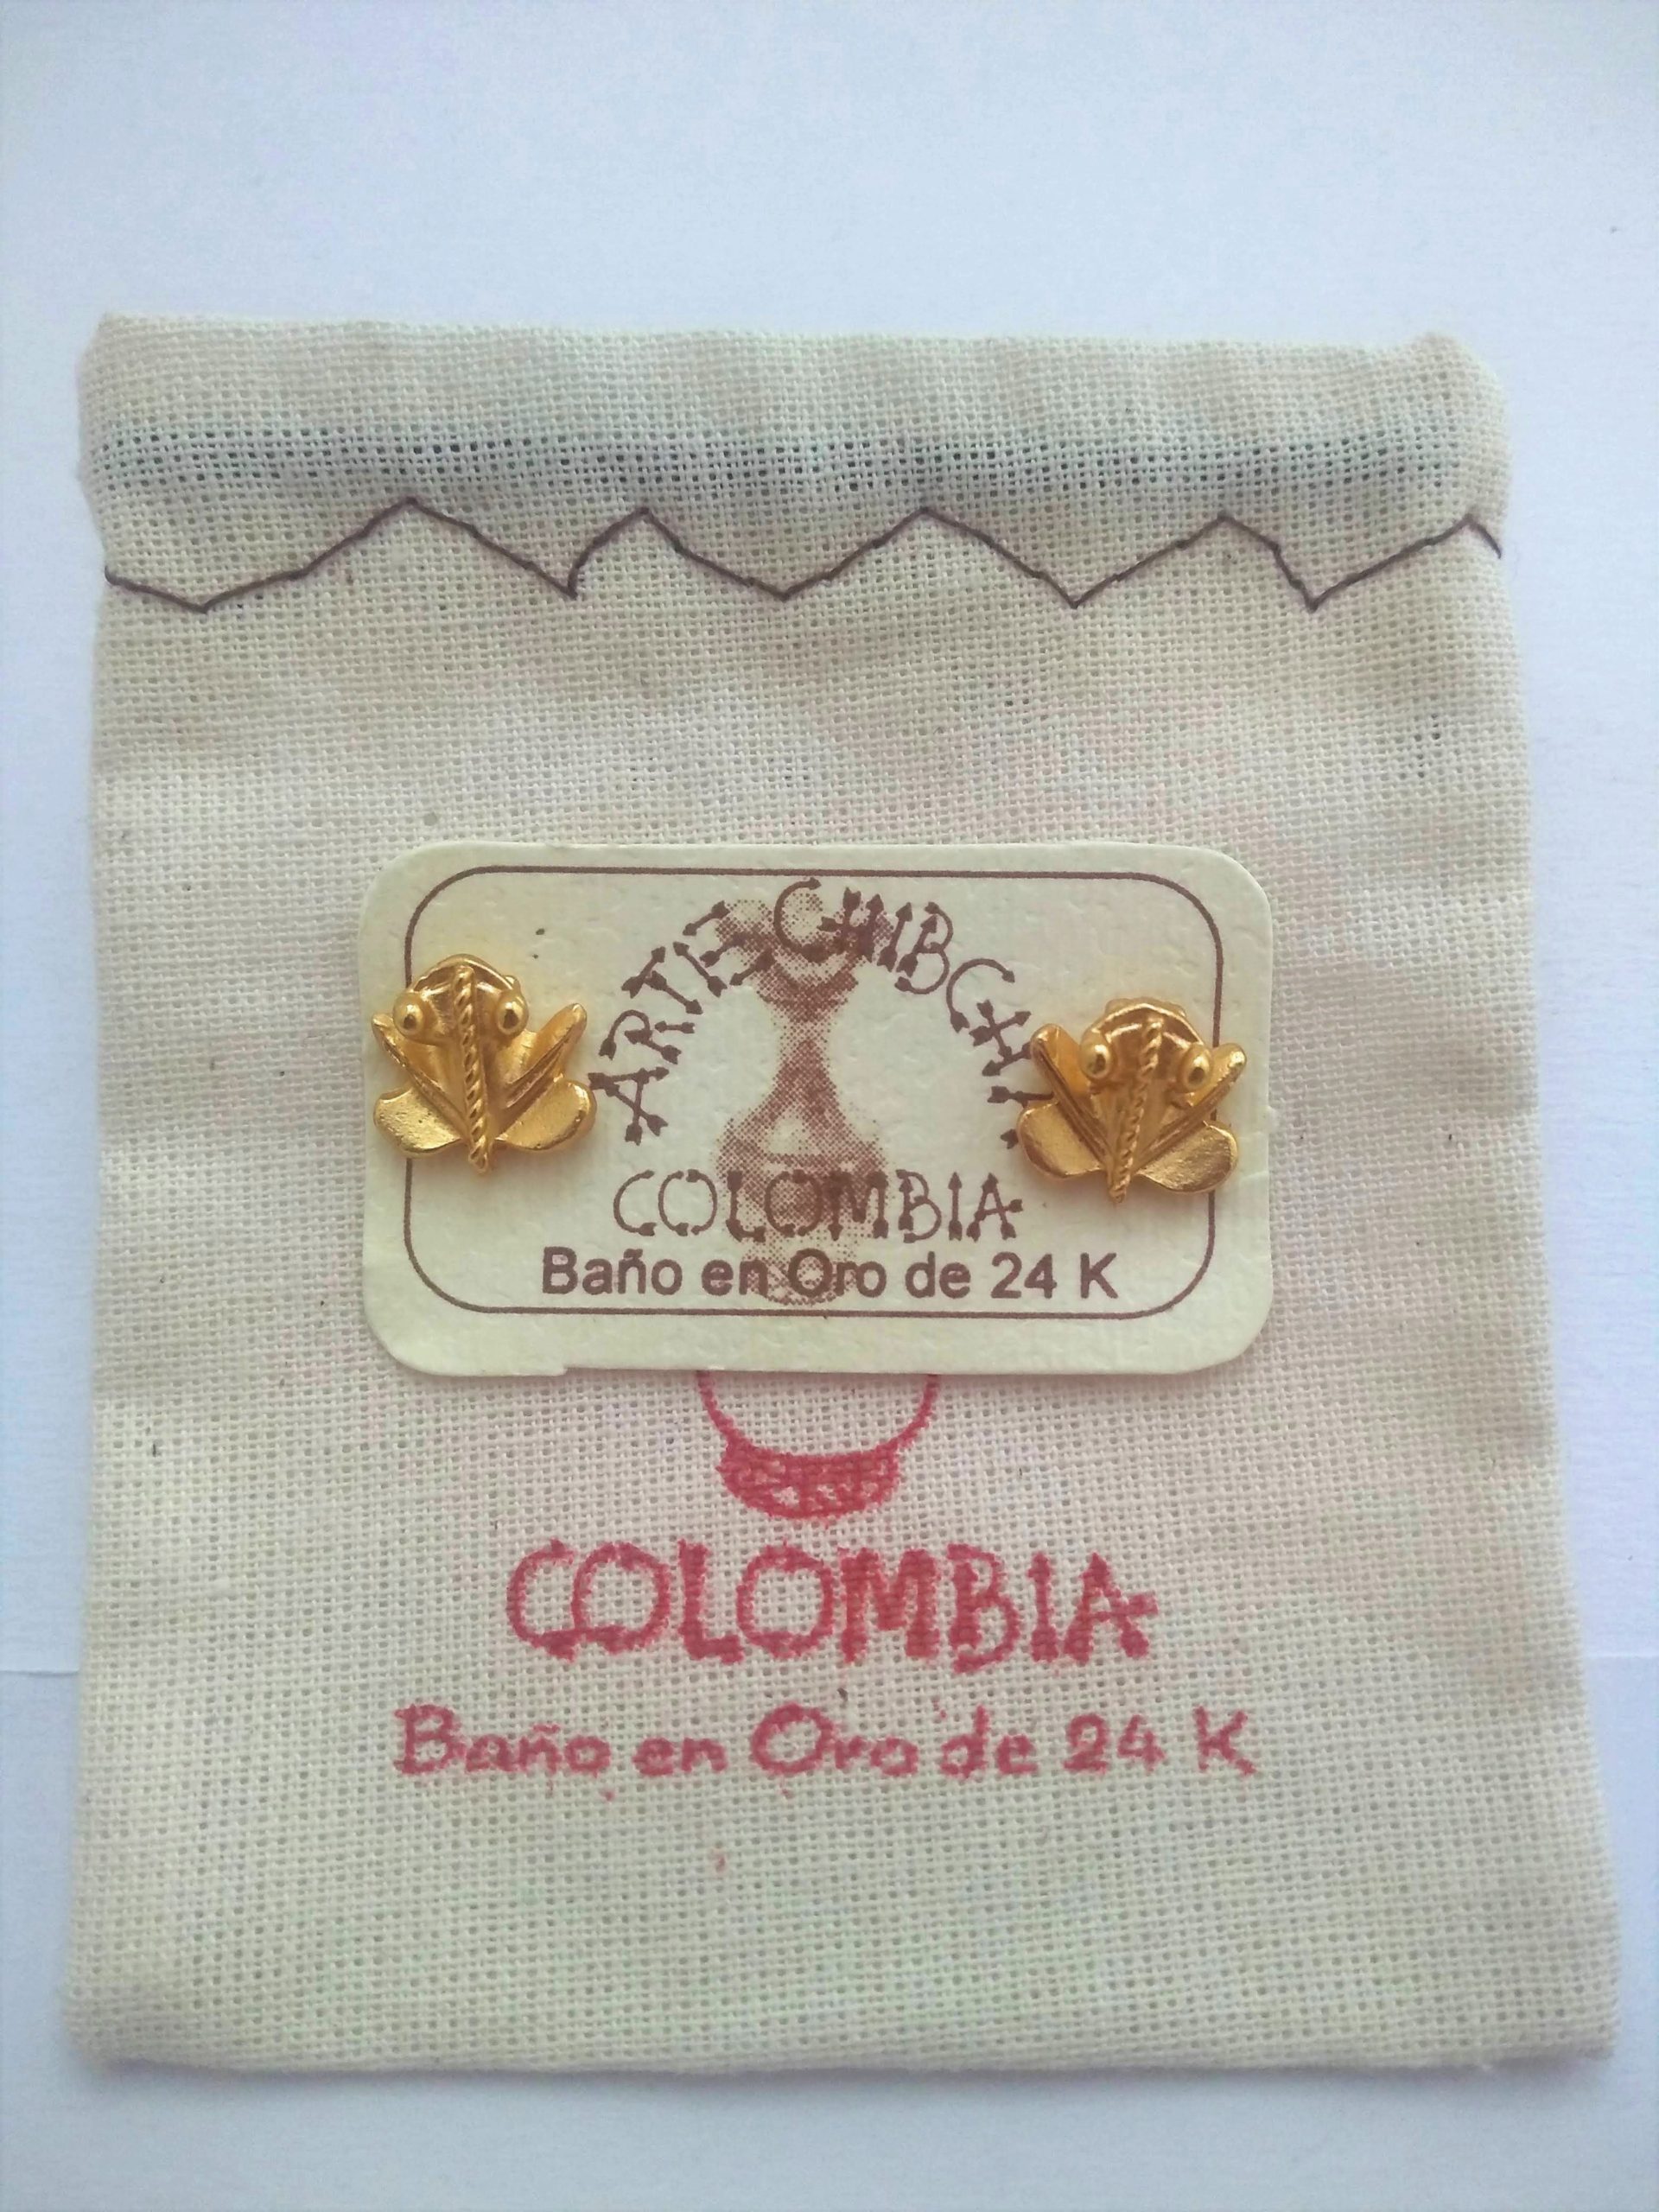 ARTE CHIBCHA
COLOMBIA
Baño en Oro de 24 K
COLOMBIA
Baño en Oro de 24 K